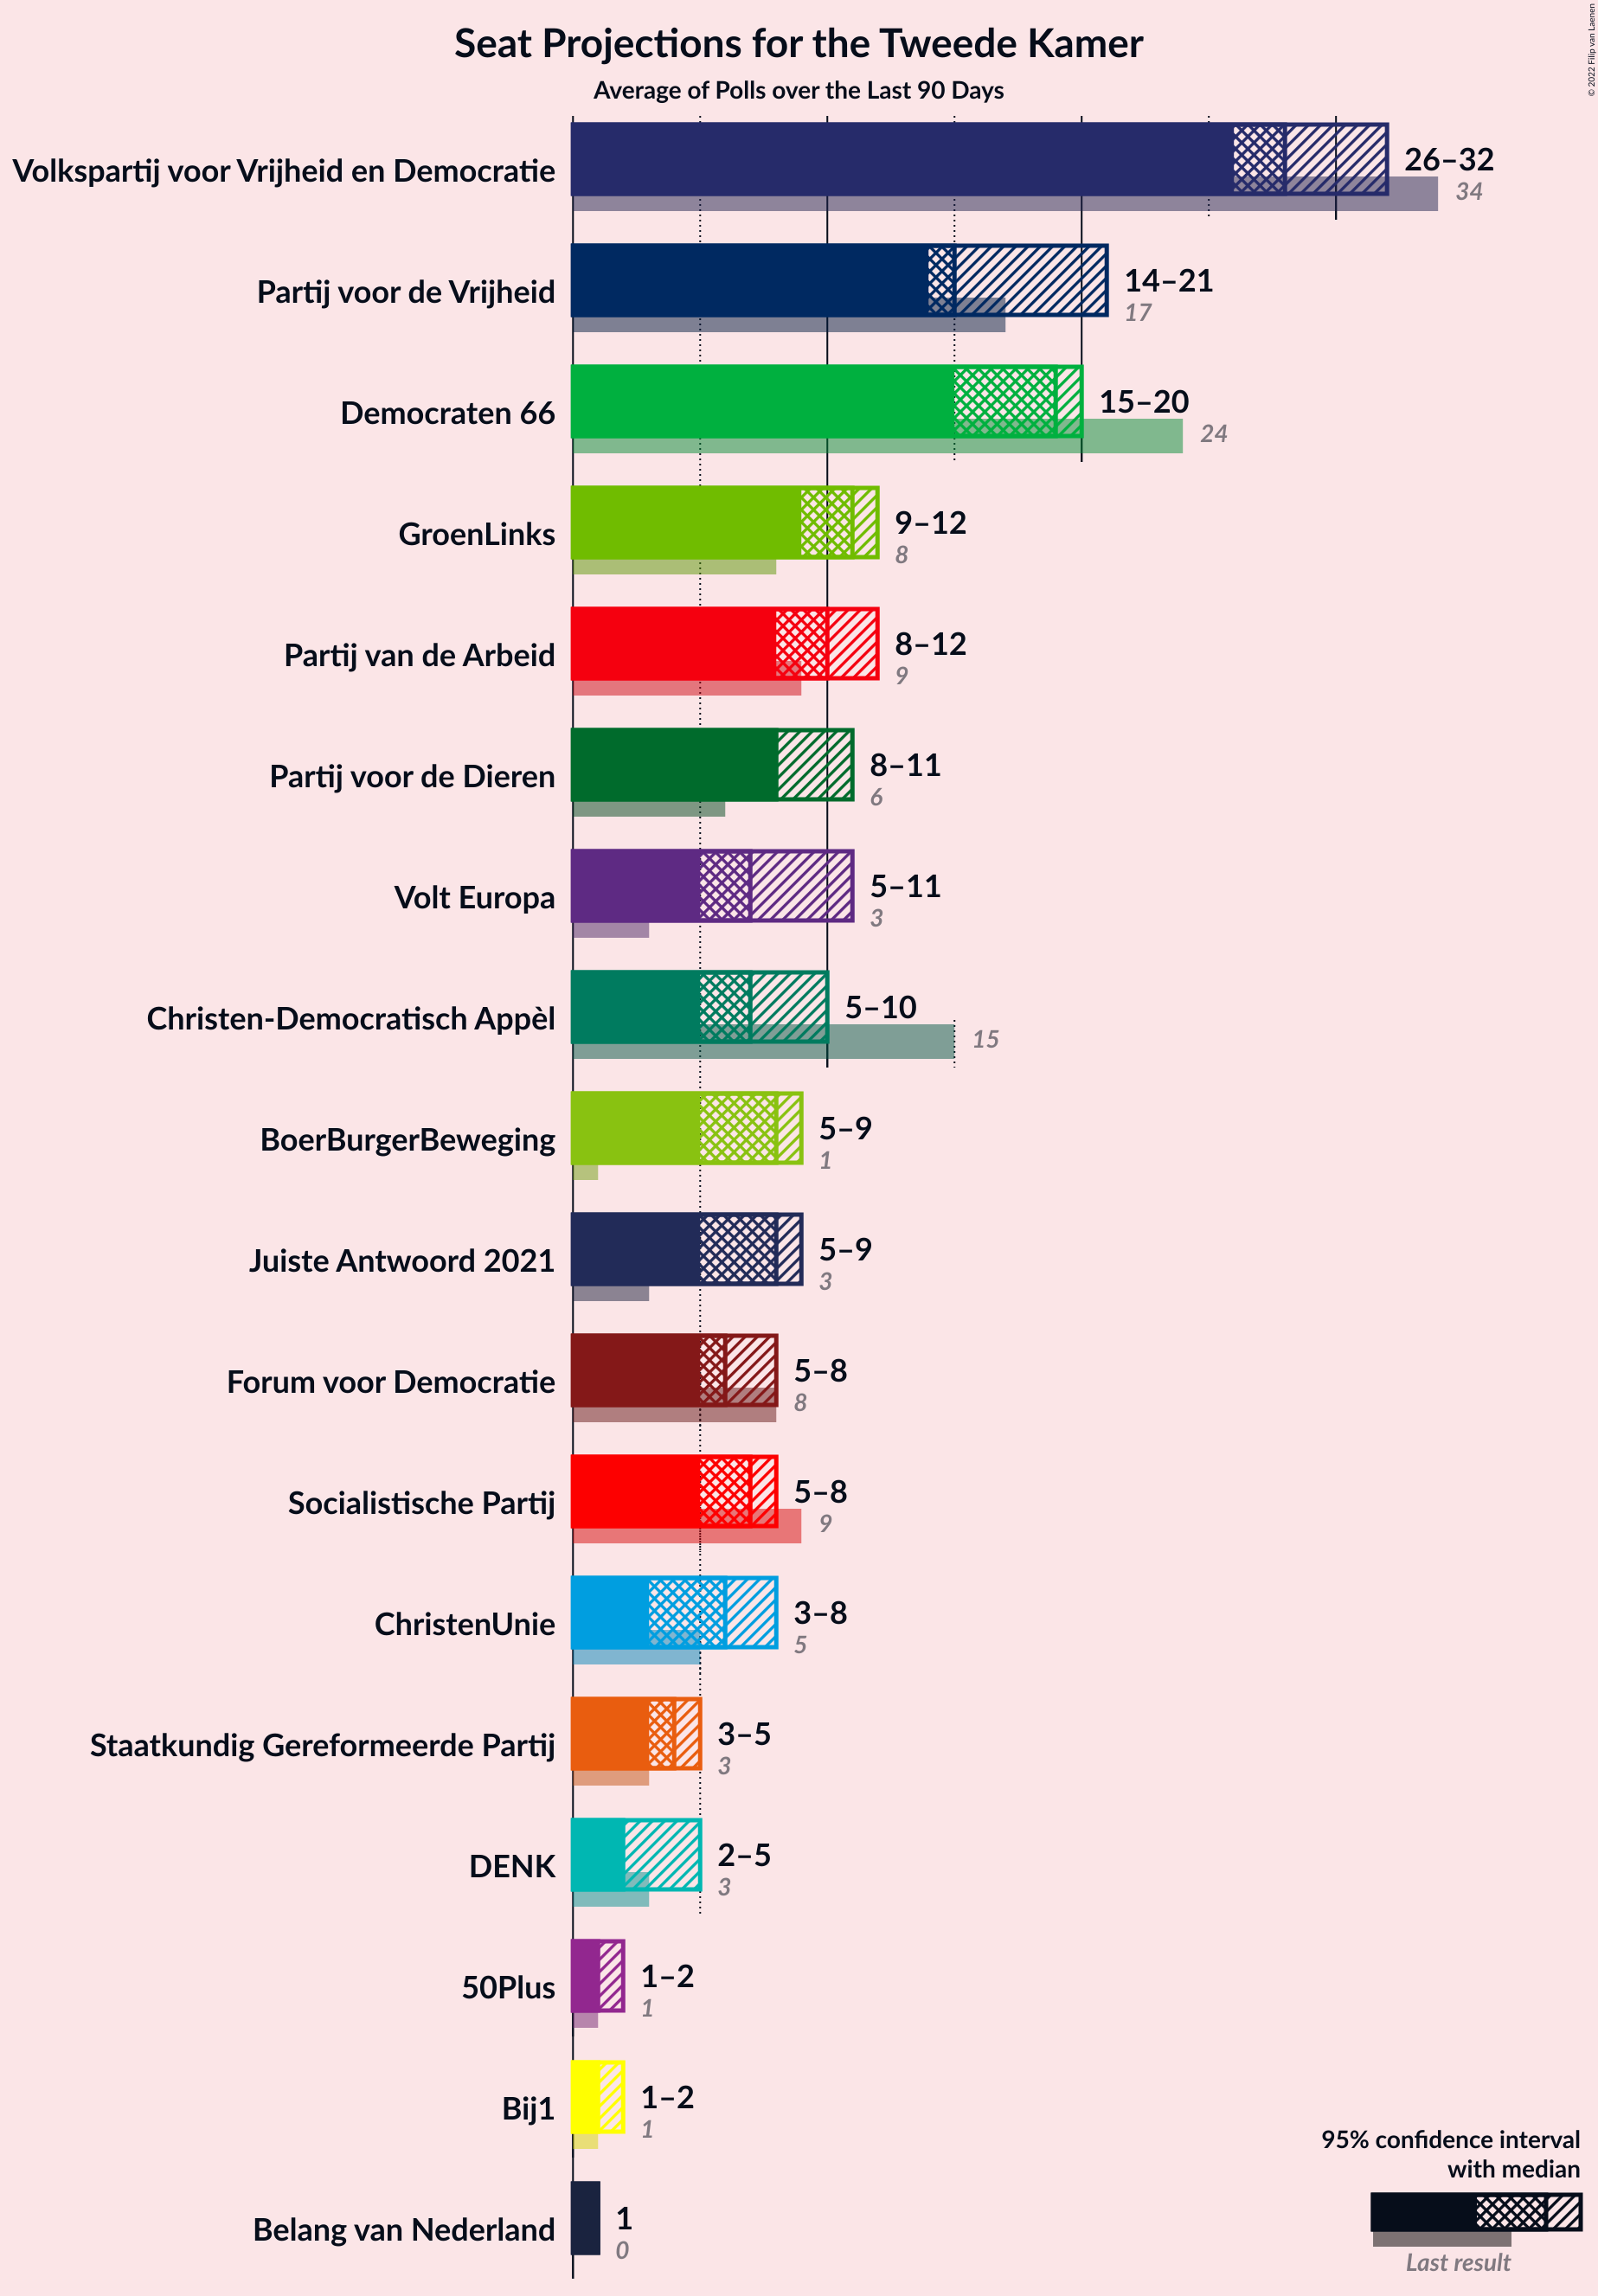 Seat Projections for the Tweede Kamer
Average of Polls over the Last 90 Days
© 2022 Filip van Laenen
Volkspartij voor Vrijheid en Democratie
26–32
34
Partij voor de Vrijheid
14–21
17
Democraten 66
15–20
24
GroenLinks
9–12
8
Partij van de Arbeid
8–12
9
Partij voor de Dieren
8–11
6
Volt Europa
5–11
3
Christen-Democratisch Appèl
5–10
15
BoerBurgerBeweging
5–9
1
Juiste Antwoord 2021
5–9
3
Forum voor Democratie
5–8
8
Socialistische Partij
5–8
9
ChristenUnie
3–8
5
Staatkundig Gereformeerde Partij
3–5
3
DENK
2–5
3
50Plus
1–2
1
Bij1
1–2
1
Belang van Nederland
1
0
95% confidence interval
with median
Last result